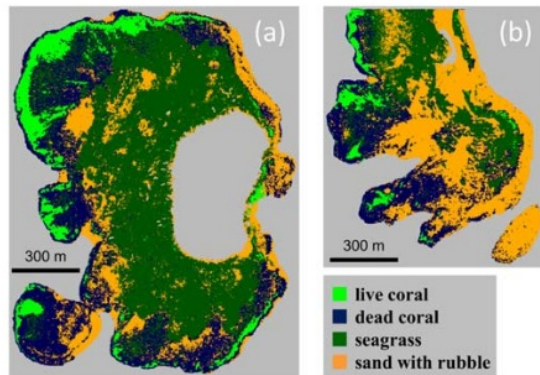 (a)
(b)
300 m
300 m
live coral
dead coral
seagrass
sand with rubble